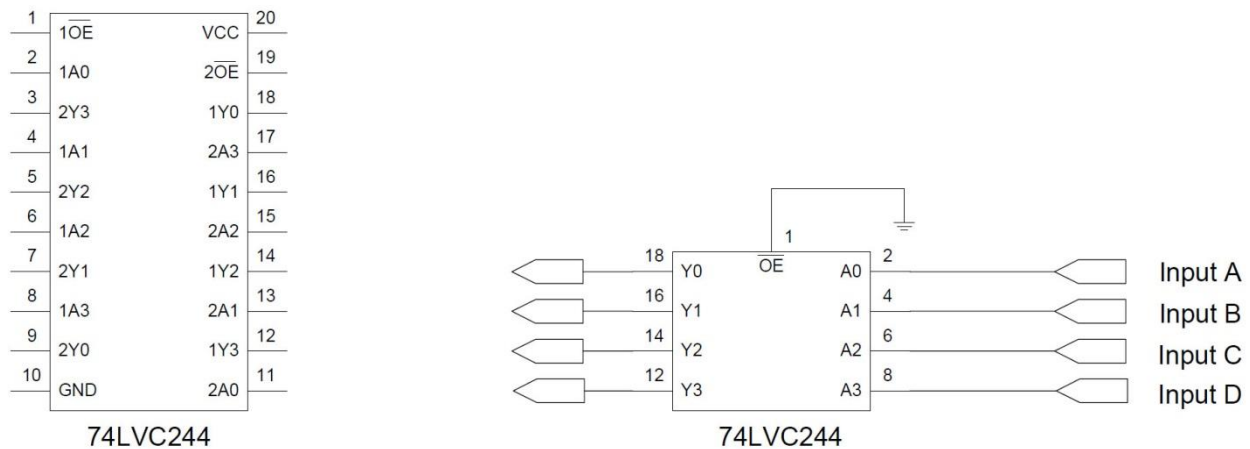 1 1OE VCC 20
2 1A0 2OE 19
3 2Y3 1Y0 18
4 1A1 2A3 17
5 2Y2 1Y1 16
6 1A2 2A2 15
7 2Y1 1Y2 14
8 1A3 2A1 13
9 2Y0 1Y3 12
10 GND 2A0 11
74LVC244
1
OE
18 Y0 A0 2 Input A
16 Y1 A1 4 Input B
14 Y2 A2 6 Input C
12 Y3 A3 8 Input D
74LVC244